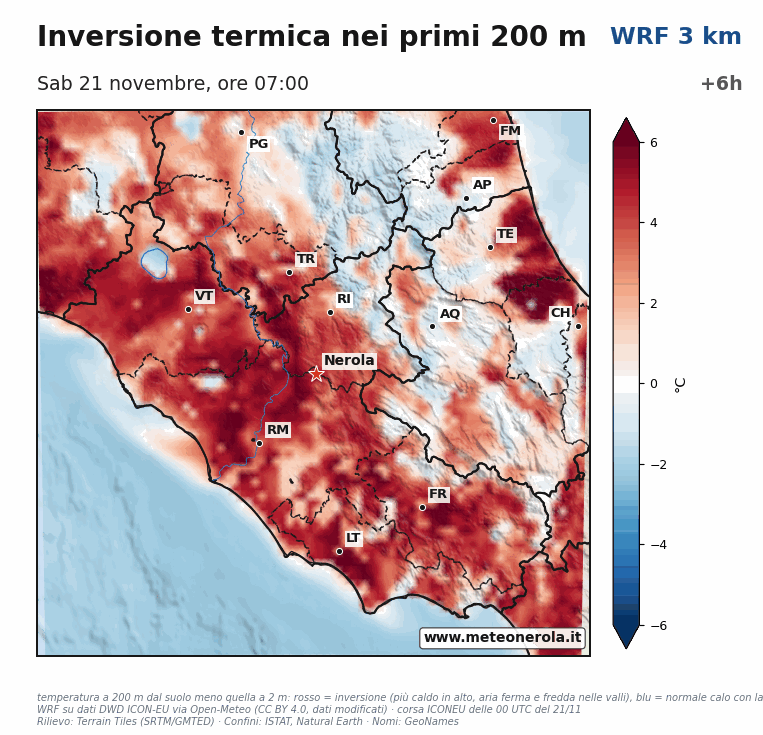 Inversione termica nei primi 200 m WRF 3 km
Sab 21 novembre, ore 07:00 +6h
FM
PG
AP
TE
TR
VT
RI
AQ
CH
Nerola
RM
FR
LT
www.meteonerola.it
6
4
2
0
−2
−4
−6
°C
temperatura a 200 m dal suolo meno quella a 2 m: rosso = inversione (più caldo in alto, aria ferma e fredda nelle valli), blu = normale calo con la
WRF su dati DWD ICON-EU via Open-Meteo (CC BY 4.0, dati modificati) · corsa ICONEU delle 00 UTC del 21/11
Rilievo: Terrain Tiles (SRTM/GMTED) · Confini: ISTAT, Natural Earth · Nomi: GeoNames